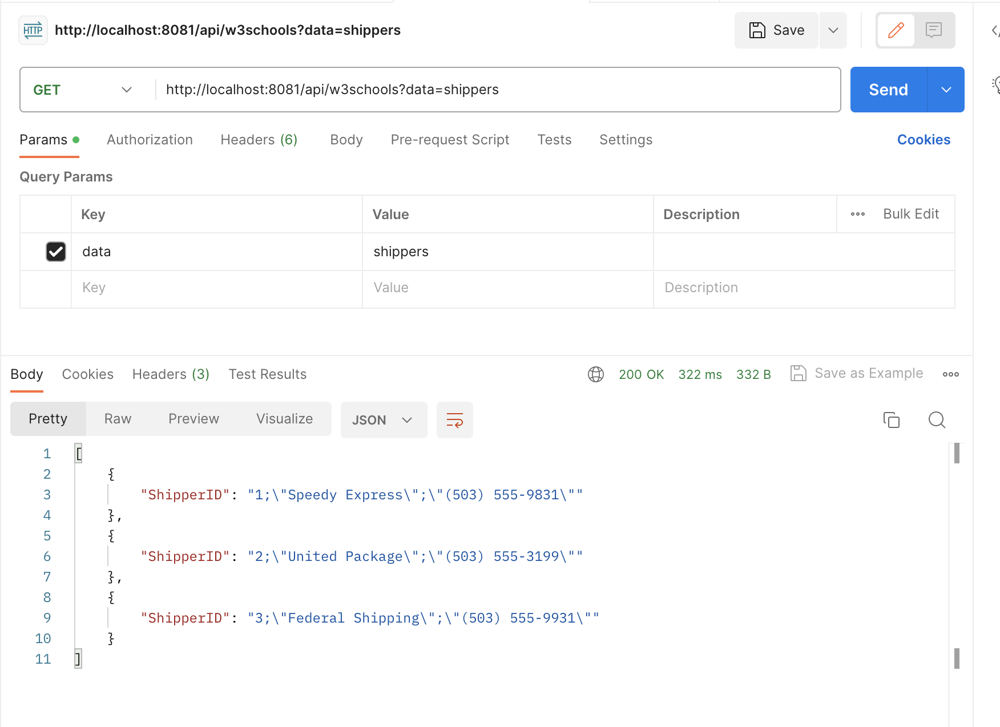 HTTP http://localhost:8081/api/w3schools?data=shippers Save
GET http://localhost:8081/api/w3schools?data=shippers Send
Params Authorization Headers (6) Body Pre-request Script Tests Settings Cookies
Query Params
Key Value Description Bulk Edit
data shippers
Key Value Description
Body Cookies Headers (3) Test Results 200 OK 322 ms 332 B Save as Example
Pretty Raw Preview Visualize JSON
1 [
2 {
3 "ShipperID": "1;\"Speedy Express\";\"(503) 555-9831\""
4 },
5 {
6 "ShipperID": "2;\"United Package\";\"(503) 555-3199\""
7 },
8 {
9 "ShipperID": "3;\"Federal Shipping\";\"(503) 555-9931\""
10 }
11 ]